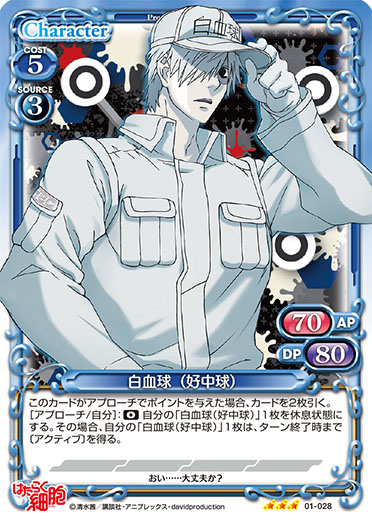 Character
COST
5
SOURCE
3
白血球
70 AP
DP 80
白血球（好中球）
このカードがアプローチでポイントを与えた場合、カードを2枚引く。
［アプローチ/自分］： 自分の「白血球（好中球）」1枚を休息状態に
する。その場合、自分の「白血球（好中球）」1枚は、ターン終了時まで
［アクティブ］を得る。
おい……大丈夫か？
はたらく
細胞
©清水茜／講談社・アニプレックス・davidproduction
01-028